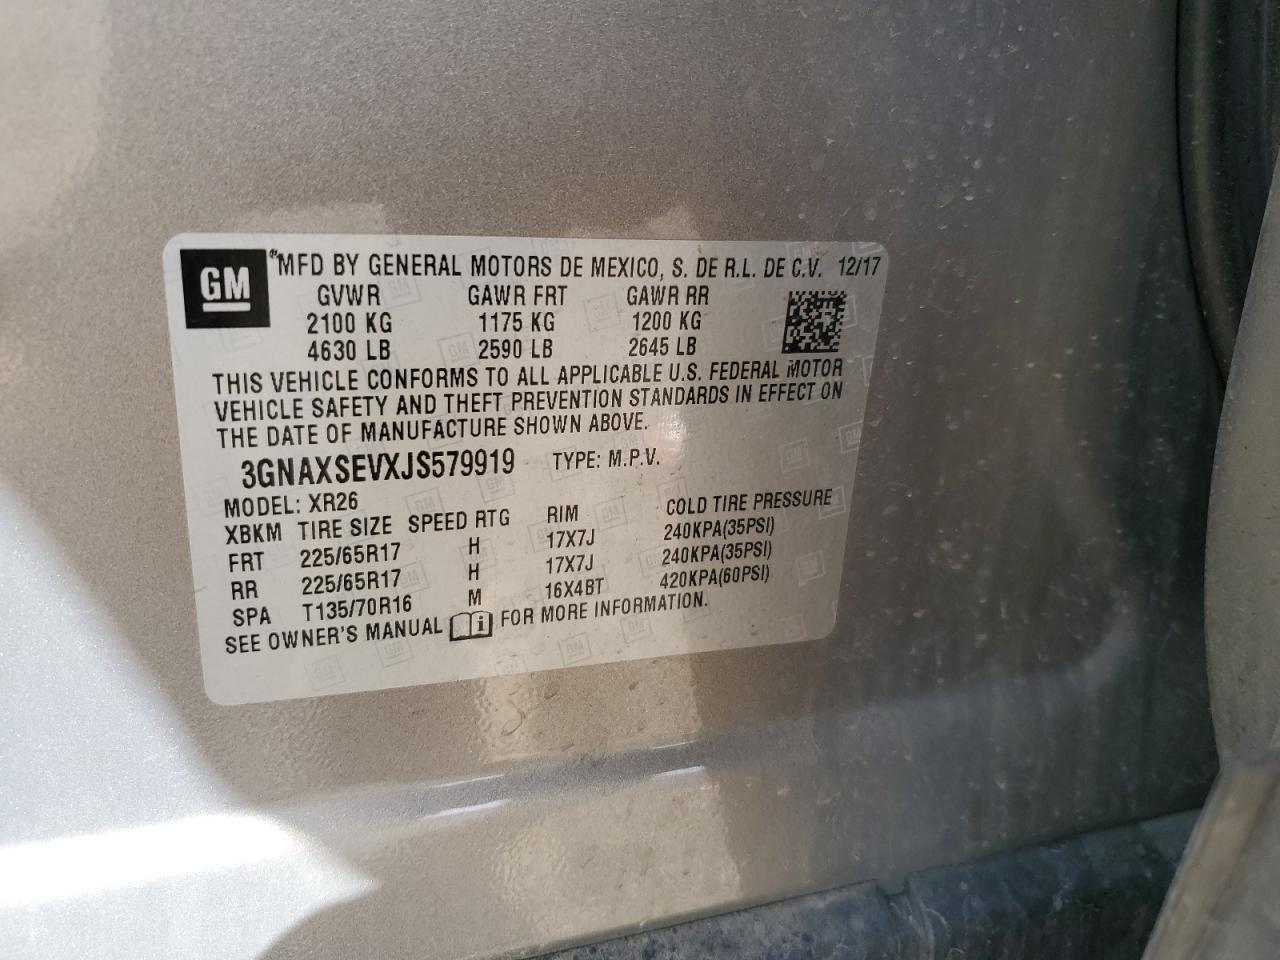 GM
MFD BY GENERAL MOTORS DE MEXICO, S. DE R.L. DE C.V. 12/17
GVWR GAWR FRT GAWR RR
2100 KG 1175 KG 1200 KG
4630 LB 2590 LB 2645 LB
THIS VEHICLE CONFORMS TO ALL APPLICABLE U.S. FEDERAL MOTOR
VEHICLE SAFETY AND THEFT PREVENTION STANDARDS IN EFFECT ON
THE DATE OF MANUFACTURE SHOWN ABOVE.
3GNAXSEVXJS579919 TYPE: M.P.V.
MODEL: XR26
XBKM TIRE SIZE SPEED RTG RIM COLD TIRE PRESSURE
FRT 225/65R17 H 17X7J 240KPA(35PSI)
RR 225/65R17 H 17X7J 240KPA(35PSI)
SPA T135/70R16 M 16X4BT 420KPA(60PSI)
SEE OWNER'S MANUAL i FOR MORE INFORMATION.